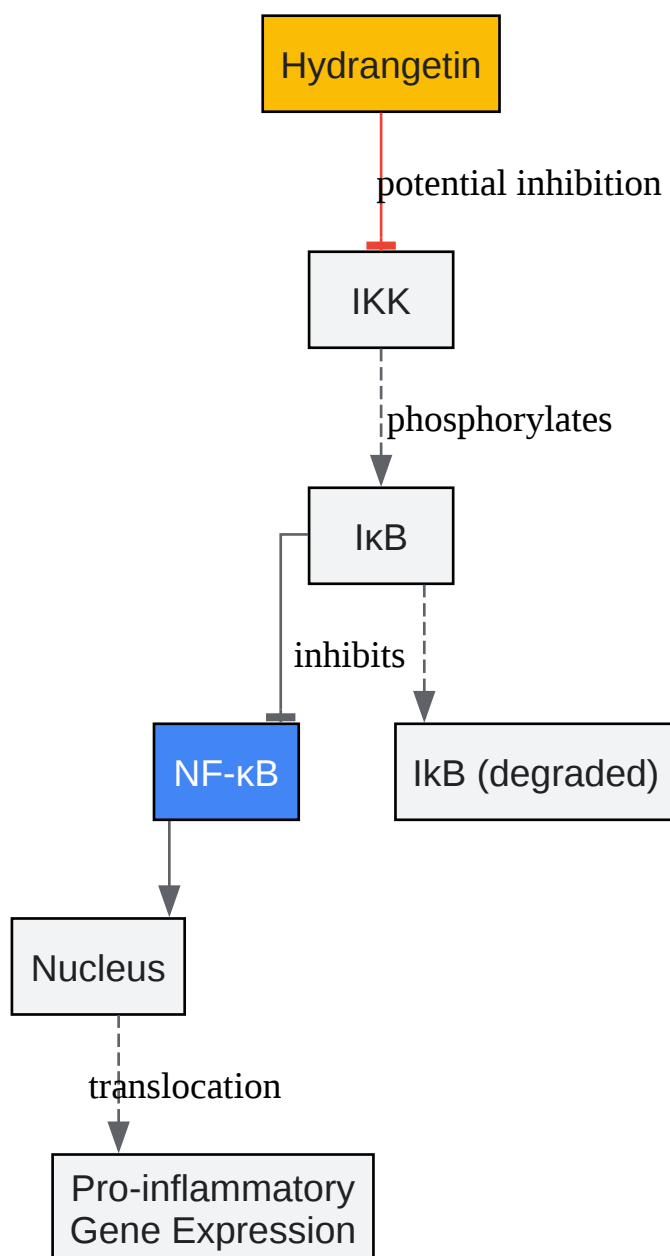 Hydrangetin
potential inhibition
IKK
phosphorylates
IκB
inhibits
NF-κB
IkB (degraded)
Nucleus
translocation
Pro-inflammatory
Gene Expression